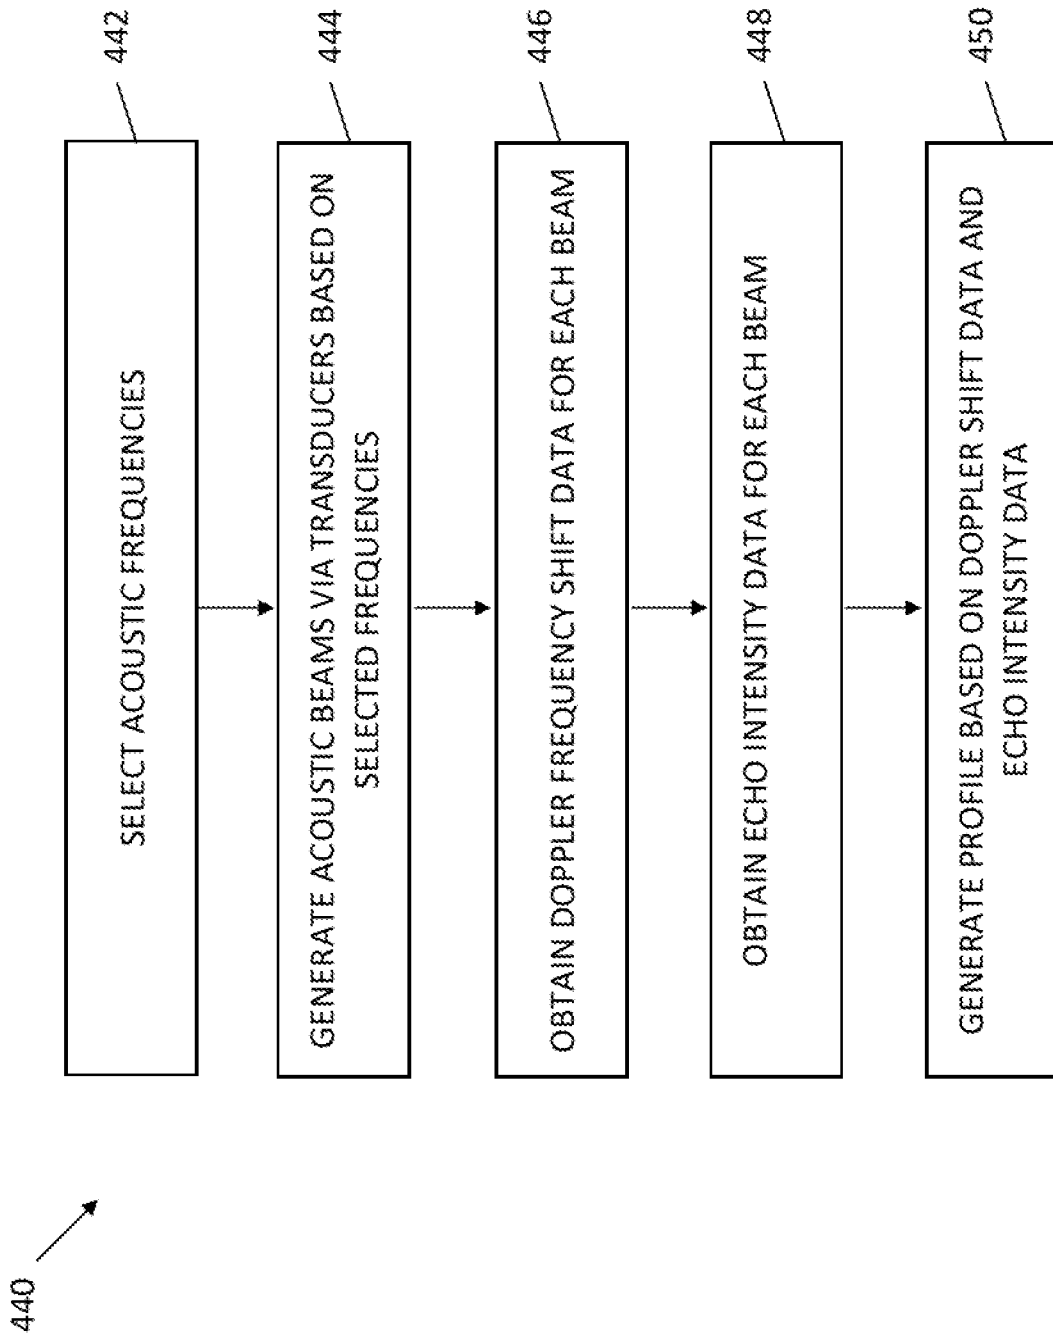 440
SELECT ACOUSTIC FREQUENCIES
442
GENERATE ACOUSTIC BEAMS VIA TRANSDUCERS BASED ON
SELECTED FREQUENCIES
444
OBTAIN DOPPLER FREQUENCY SHIFT DATA FOR EACH BEAM
446
OBTAIN ECHO INTENSITY DATA FOR EACH BEAM
448
GENERATE PROFILE BASED ON DOPPLER SHIFT DATA AND
ECHO INTENSITY DATA
450